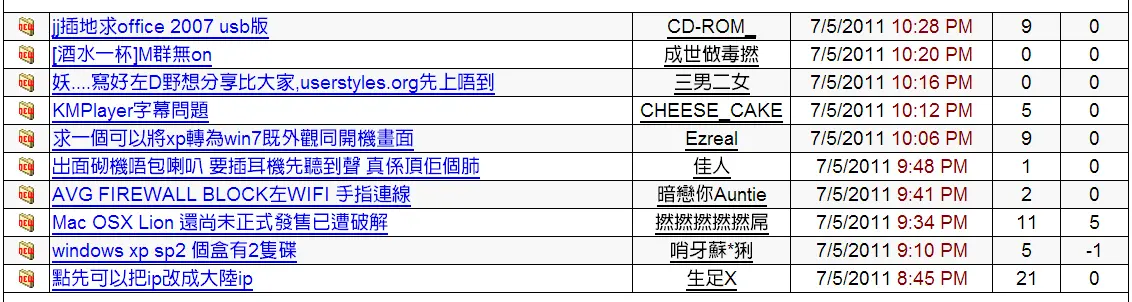 jj插地求office 2007 usb版 CD-ROM_ 7/5/2011 10:28 PM 9 0
[酒水一杯]M群無on 成世做毒撚 7/5/2011 10:20 PM 0 0
妖....寫好左D野想分享比大家,userstyles.org先上唔到 三男二女 7/5/2011 10:16 PM 0 0
KMPlayer字幕問題 CHEESE_CAKE 7/5/2011 10:12 PM 5 0
求一個可以將xp轉為win7既外觀同開機畫面 Ezreal 7/5/2011 10:06 PM 9 0
出面砌機唔包喇叭 要插耳機先聽到聲 真係頂佢個肺 佳人 7/5/2011 9:48 PM 1 0
AVG FIREWALL BLOCK左WIFI 手指連線 暗戀你Auntie 7/5/2011 9:41 PM 2 0
Mac OSX Lion 還尚未正式發售已遭破解 撚撚撚撚撚屌 7/5/2011 9:34 PM 11 5
windows xp sp2 個盒有2隻碟 哨牙蘇*猁 7/5/2011 9:10 PM 5 -1
點先可以把ip改成大陸ip 生足X 7/5/2011 8:45 PM 21 0